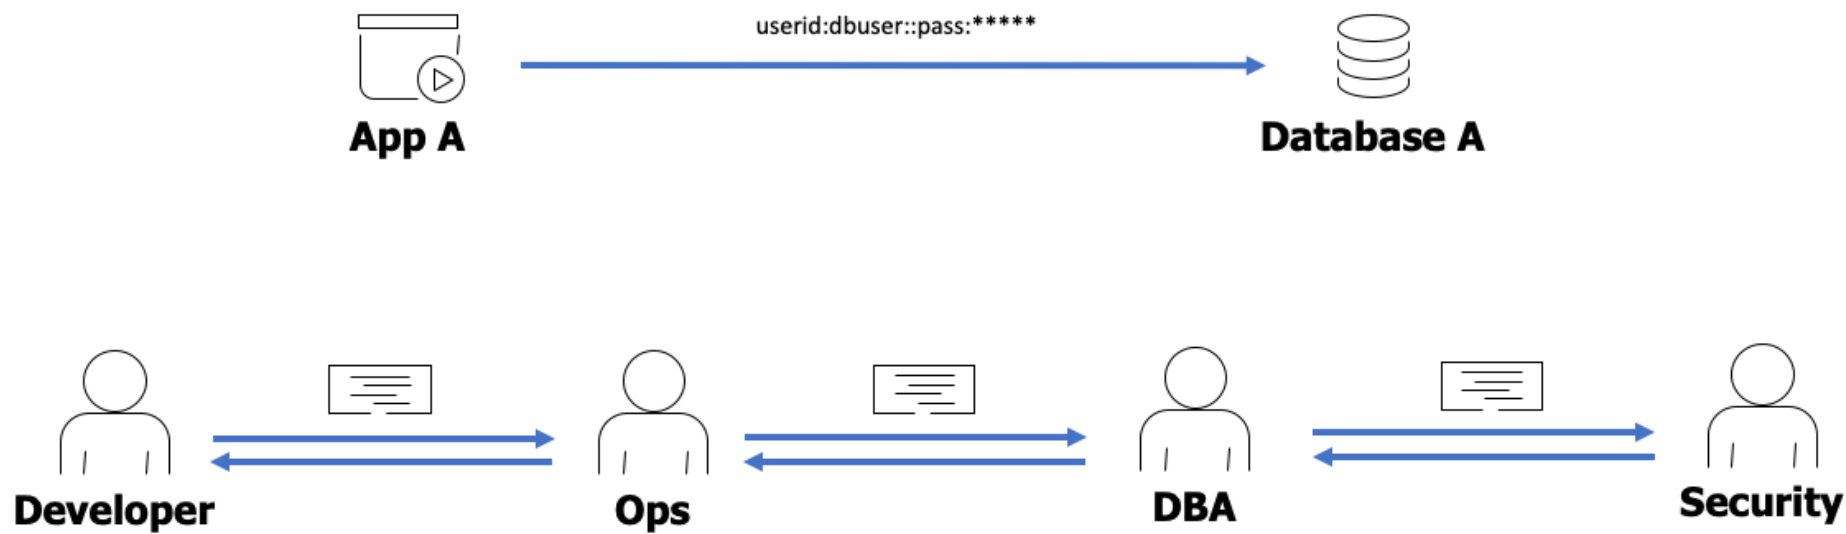 userid:dbuser::pass:*****
App A
Database A
Developer
Ops
DBA
Security